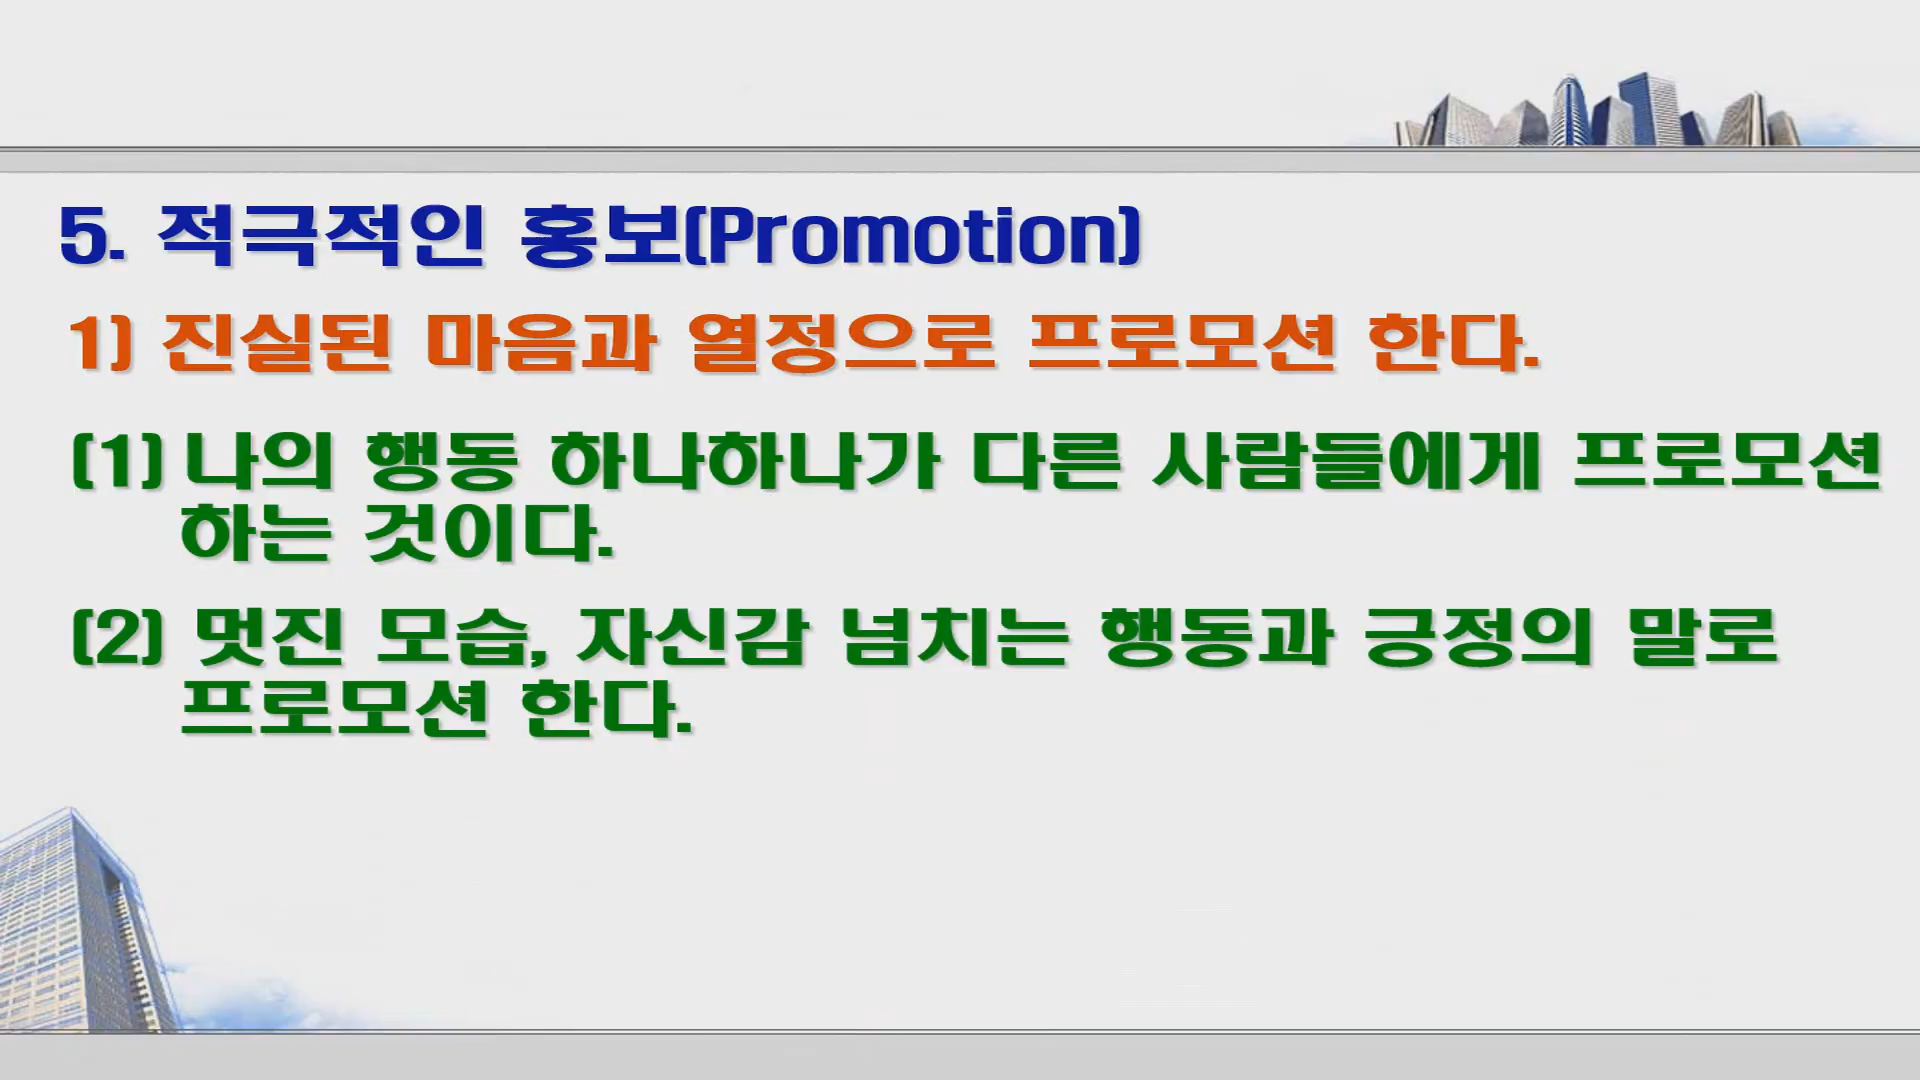 5. 적극적인 홍보(Promotion)
1) 진실된 마음과 열정으로 프로모션 한다.
(1) 나의 행동 하나하나가 다른 사람들에게 프로모션
하는 것이다.
(2) 멋진 모습, 자신감 넘치는 행동과 긍정의 말로
프로모션 한다.